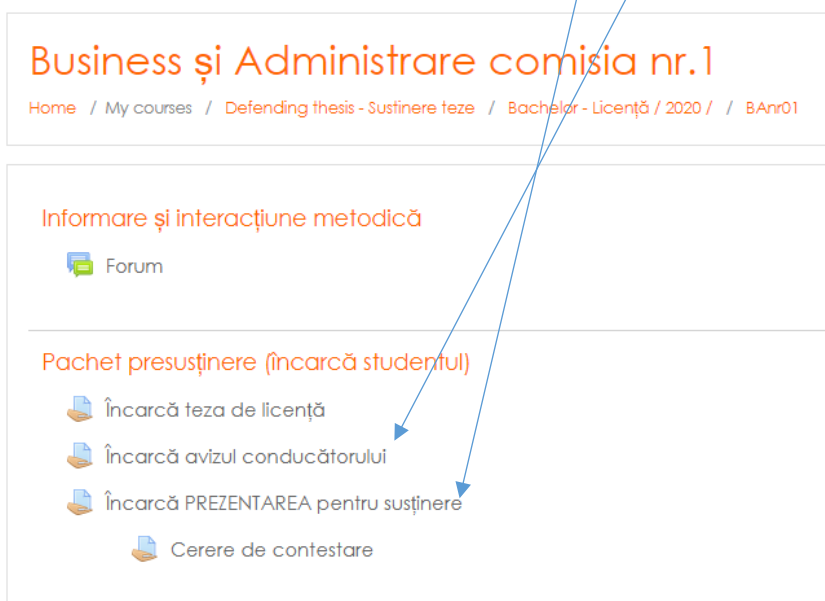 Business și Administrare comisia nr.1
Home / My courses / Defending thesis - Sustinere teze / Bachelor - Licență / 2020 / / BAnr01
Informare și interacțiune metodică
Forum
Pachet presusținere (încarcă studentul)
Încarcă teza de licență
Încarcă avizul conducătorului
Încarcă PREZENTAREA pentru susținere
Cerere de contestare